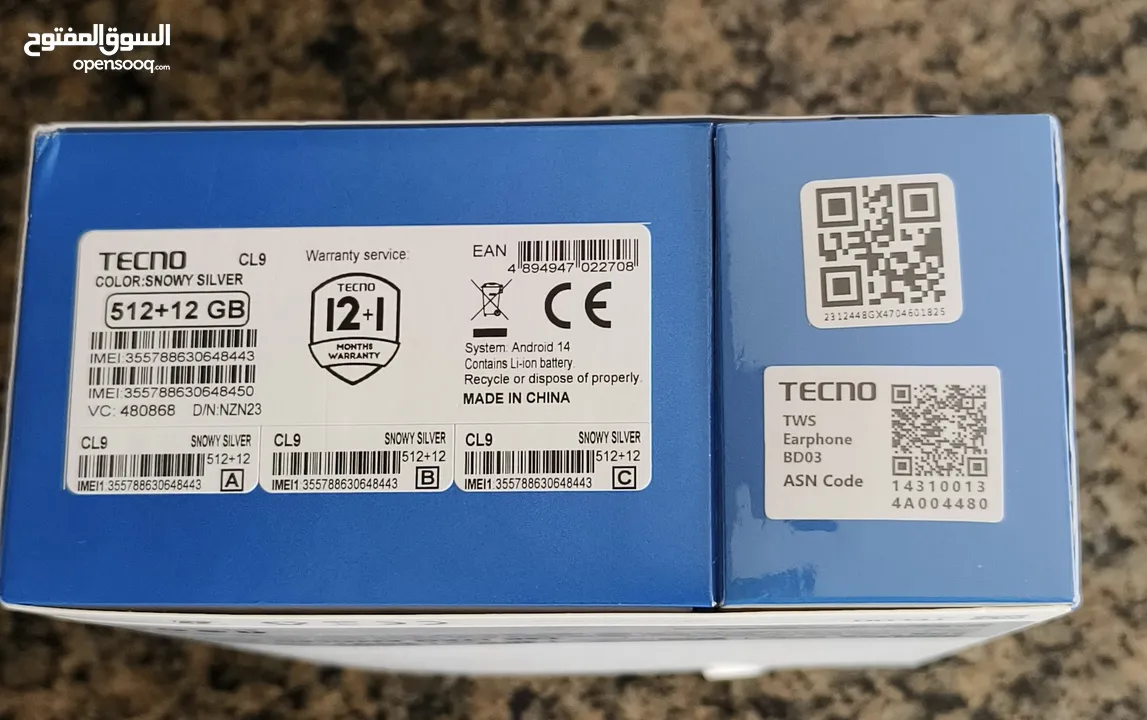 السوق المفتوح
opensooq.com
TECNO CL9
COLOR:SNOWY SILVER
512+12 GB
IMEI:355788630648443
IMEI:355788630648450
VC: 480868 D/N:NZN23
Warranty service:
TECNO
12+1
MONTHS
WARRANTY
EAN
4 894947 022708
CE
System: Android 14
Contains Li-ion battery.
Recycle or dispose of properly.
MADE IN CHINA
CL9 SNOWY SILVER
512+12
IMEI1:355788630648443 A
CL9 SNOWY SILVER
512+12
IMEI1:355788630648443 B
CL9 SNOWY SILVER
512+12
IMEI1:355788630648443 C
2312448GX4704601825
TECNO
TWS
Earphone
BD03
ASN Code
14310013
4A004480